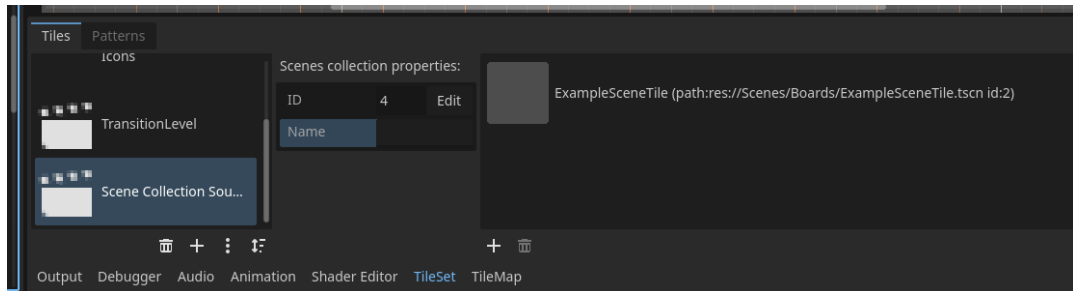 Tiles Patterns
Icons
TransitionLevel
Scene Collection Sou...
Scenes collection properties:
ID 4 Edit
Name
ExampleSceneTile (path:res://Scenes/Boards/ExampleSceneTile.tscn id:2)
Output Debugger Audio Animation Shader Editor TileSet TileMap